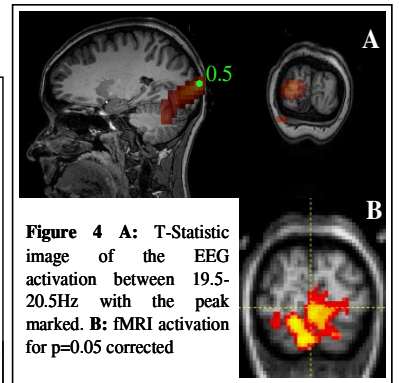 A
0.5
B
Figure 4 A: T-Statistic
image of the EEG
activation between 19.5-
20.5Hz with the peak
marked. B: fMRI activation
for p=0.05 corrected